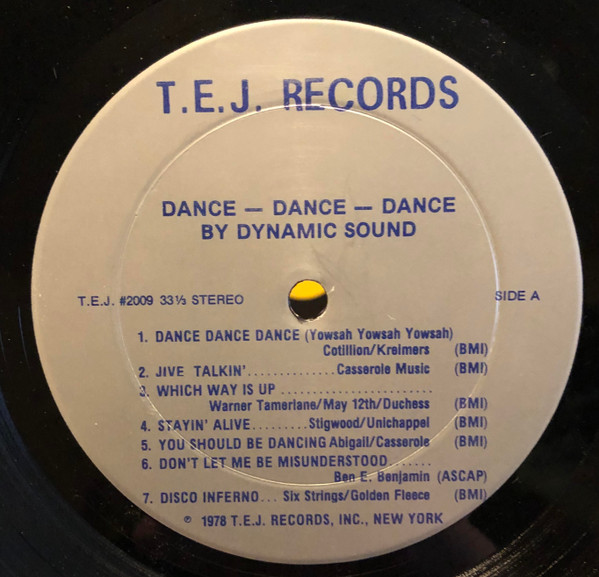 T.E.J. RECORDS
DANCE — DANCE — DANCE
BY DYNAMIC SOUND
T.E.J. #2009 33⅓ STEREO SIDE A
1. DANCE DANCE DANCE (Yowsah Yowsah Yowsah)
Cotillion/Kreimers (BMI)
2. JIVE TALKIN'..............Casserole Music (BMI)
3. WHICH WAY IS UP .......................
Warner Tamerlane/May 12th/Duchess (BMI)
4. STAYIN' ALIVE.........Stigwood/Unichappel (BMI)
5. YOU SHOULD BE DANCING Abigail/Casserole (BMI)
6. DON'T LET ME BE MISUNDERSTOOD.......
Ben E. Benjamin (ASCAP)
7. DISCO INFERNO... Six Strings/Golden Fleece (BMI)
℗ 1978 T.E.J. RECORDS, INC., NEW YORK